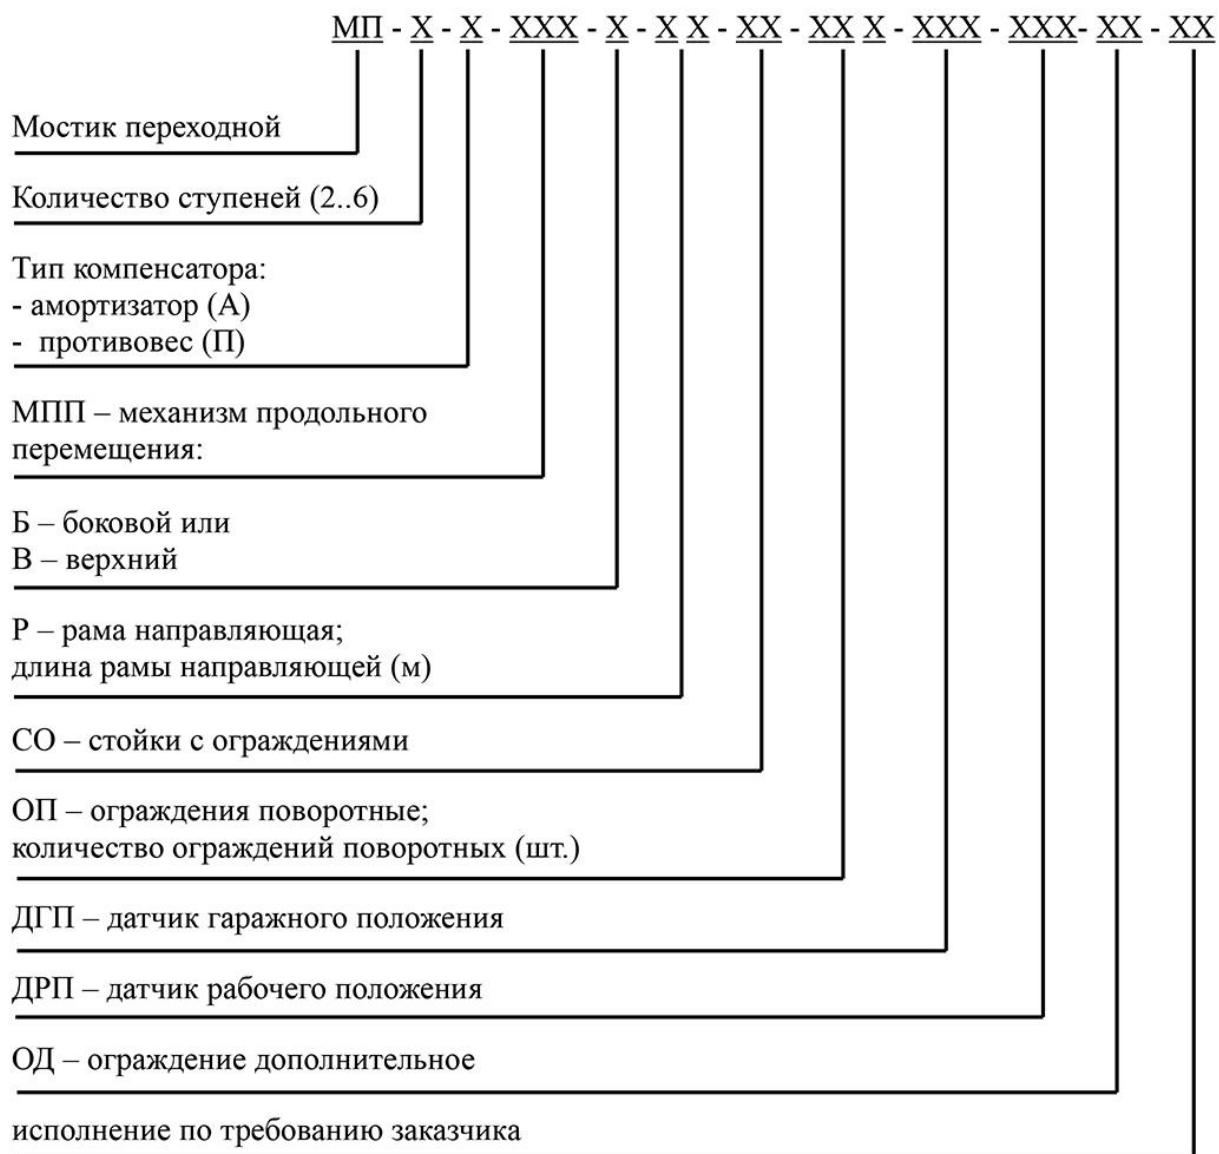 МП - Х - Х - ХХХ - Х - Х Х - ХХ - ХХ Х - ХХХ - ХХХ- ХХ - ХХ
Мостик переходной
Количество ступеней (2..6)
Тип компенсатора:
- амортизатор (А)
- противовес (П)
МПП – механизм продольного
перемещения:
Б – боковой или
В – верхний
Р – рама направляющая;
длина рамы направляющей (м)
СО – стойки с ограждениями
ОП – ограждения поворотные;
количество ограждений поворотных (шт.)
ДГП – датчик гаражного положения
ДРП – датчик рабочего положения
ОД – ограждение дополнительное
исполнение по требованию заказчика